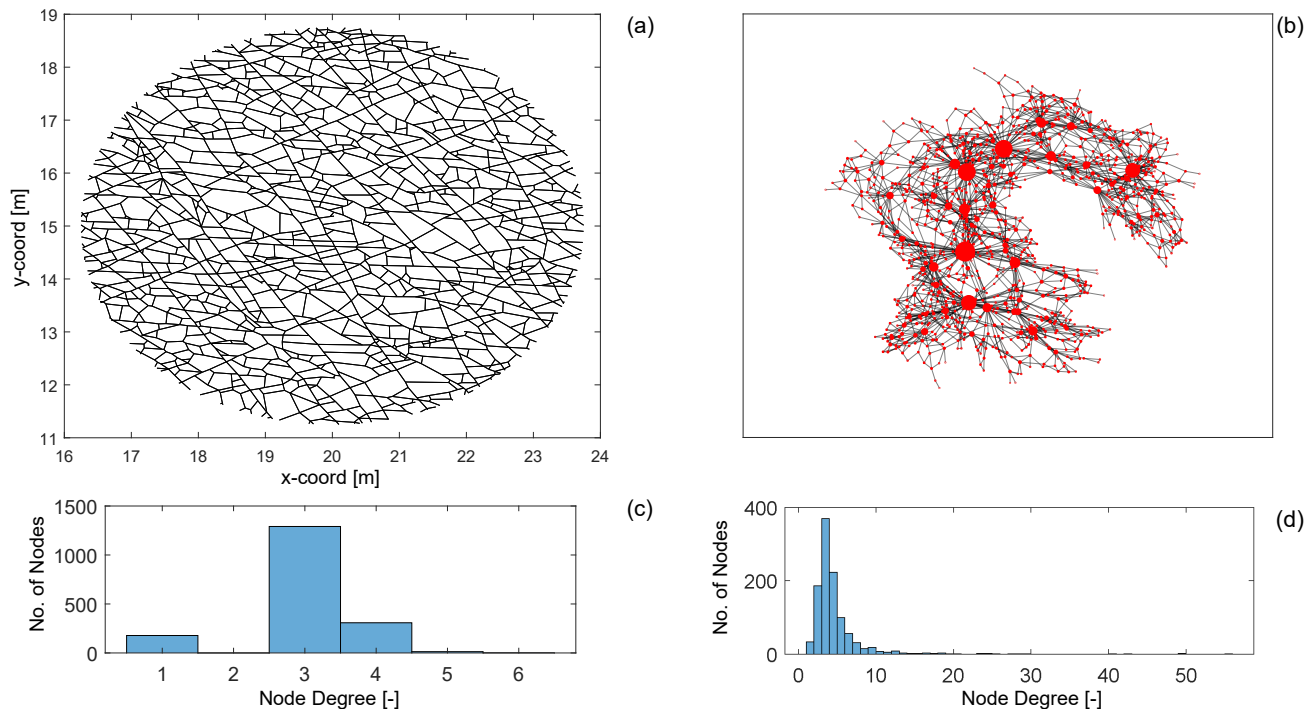 19
18
17
16
15
14
13
12
11
y-coord [m]
16 17 18 19 20 21 22 23 24
x-coord [m]
(a)
(b)
1500
1000
500
0
No. of Nodes
1 2 3 4 5 6
Node Degree [-]
(c)
400
200
0
No. of Nodes
0 10 20 30 40 50
Node Degree [-]
(d)